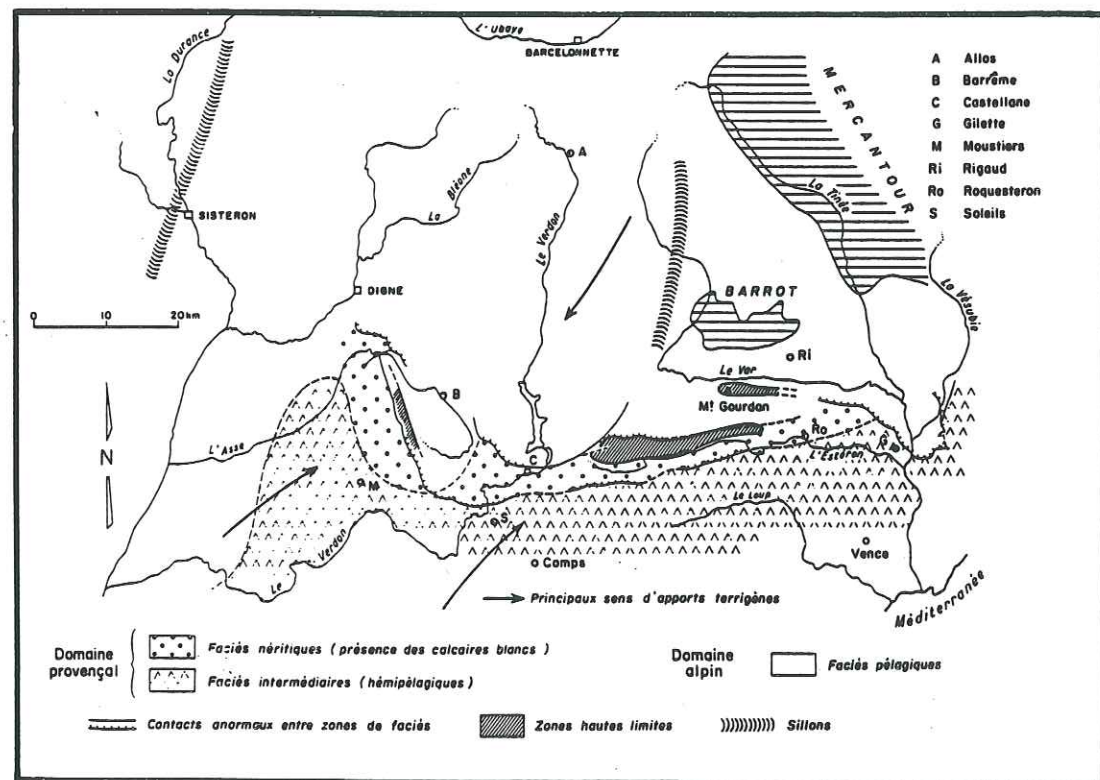 L'Ubaye
BARCELONNETTE
La Durance
MERCANTOUR
A Allos
B Barrême
C Castellane
G Gilette
M Moustiers
Ri Rigaud
Ro Roquesteron
S Soleils
A
La Bléone
La Tinée
SISTERON
Le Verdon
La Vésubie
DIGNE
BARROT
0 10 20 km
Ri
Le Var
B
Mt Gourdan
Ro
G
L'Asse
L'Estéron
N
C
M
Le Loup
S
Vence
Le Verdon
Comps
Méditerranée
Principaux sens d'apports terrigènes
Domaine provençal
Faciès néritiques (présence des calcaires blancs)
Faciès intermédiaires (hémipélagiques)
Domaine alpin
Faciès pélagiques
Contacts anormaux entre zones de faciès
Zones hautes limites
Sillons